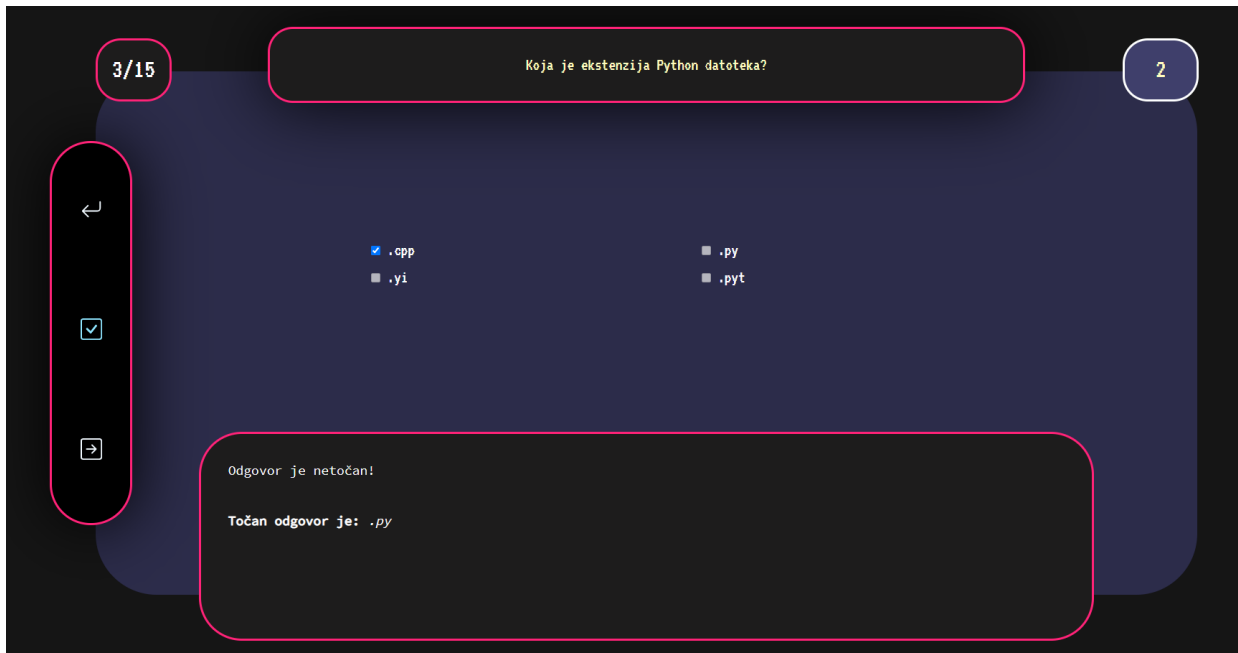 3/15
Koja je ekstenzija Python datoteka?
2
.cpp
.py
.yi
.pyt
Odgovor je netočan!
Točan odgovor je: .py